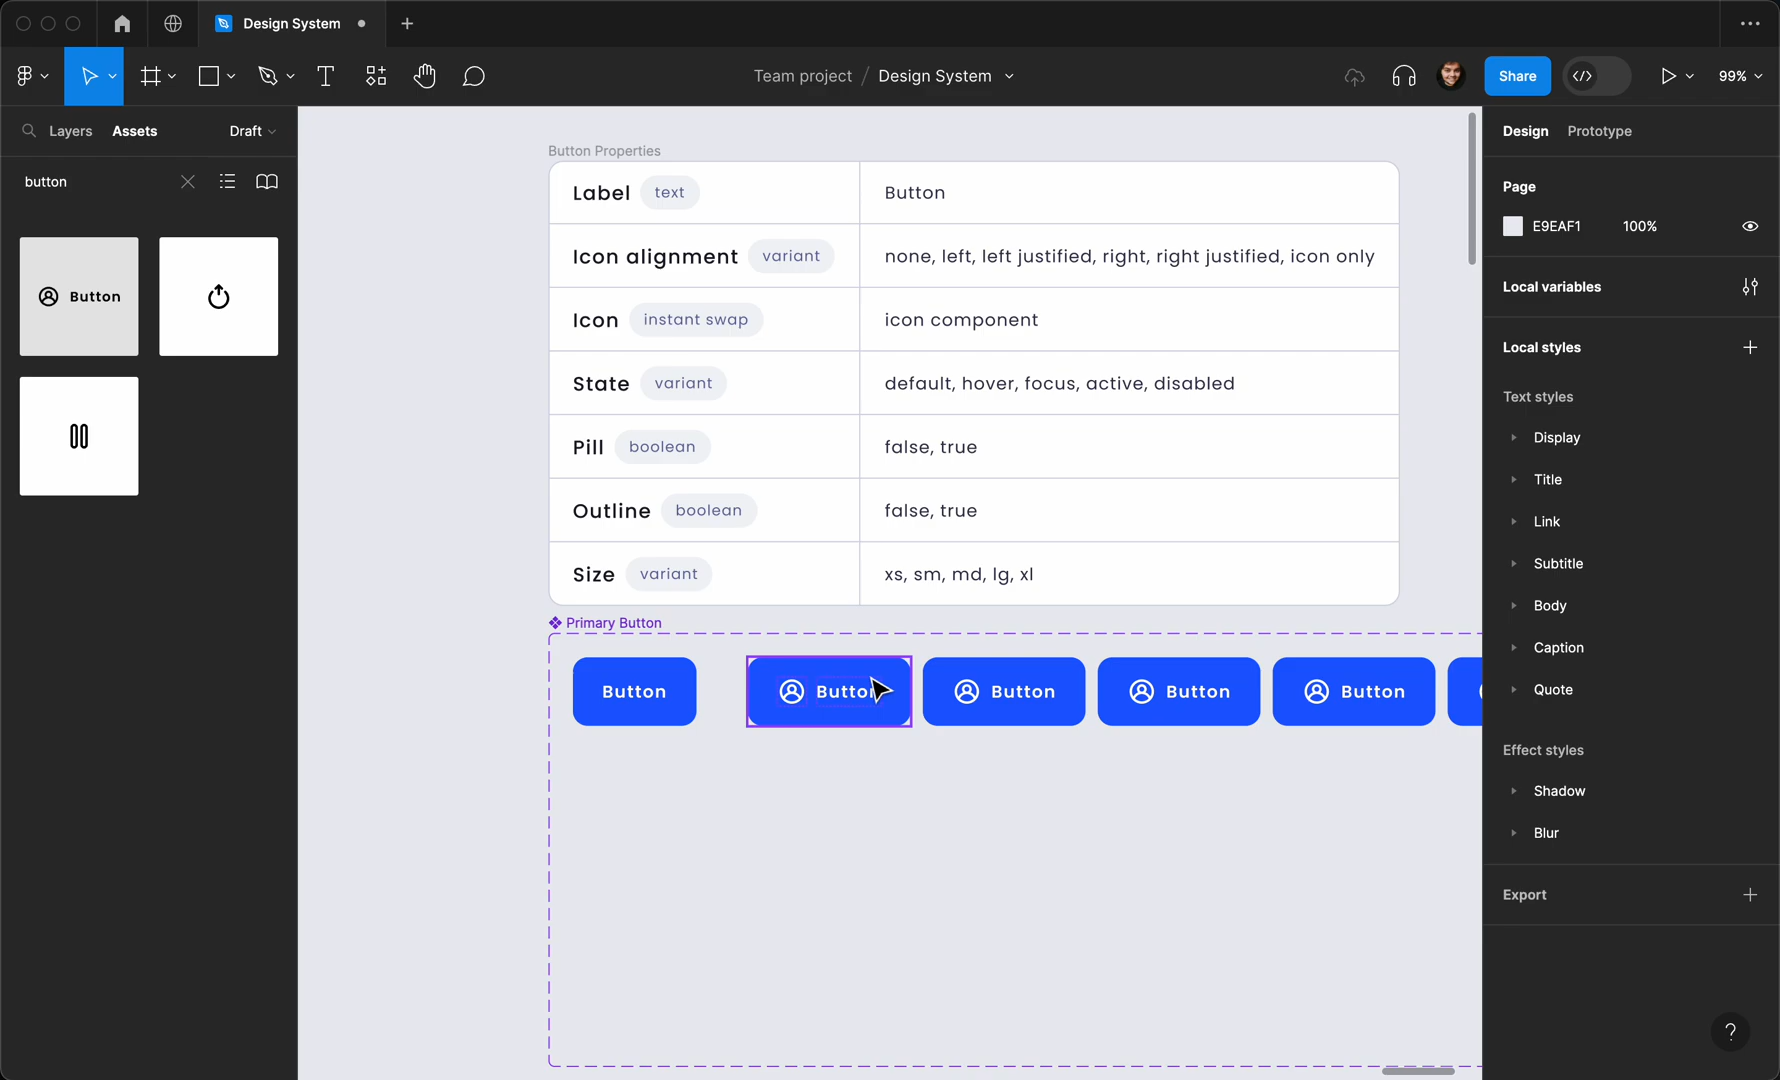 Design System
Team project / Design System
Share
99%
Layers
Assets
Draft
button
Button
Button Properties
Label text Button
Icon alignment variant none, left, left justified, right, right justified, icon only
Icon instant swap icon component
State variant default, hover, focus, active, disabled
Pill boolean false, true
Outline boolean false, true
Size variant xs, sm, md, lg, xl
Primary Button
Button
Button
Button
Button
Button
Design
Prototype
Page
E9EAF1 100%
Local variables
Local styles
Text styles
Display
Title
Link
Subtitle
Body
Caption
Quote
Effect styles
Shadow
Blur
Export
?